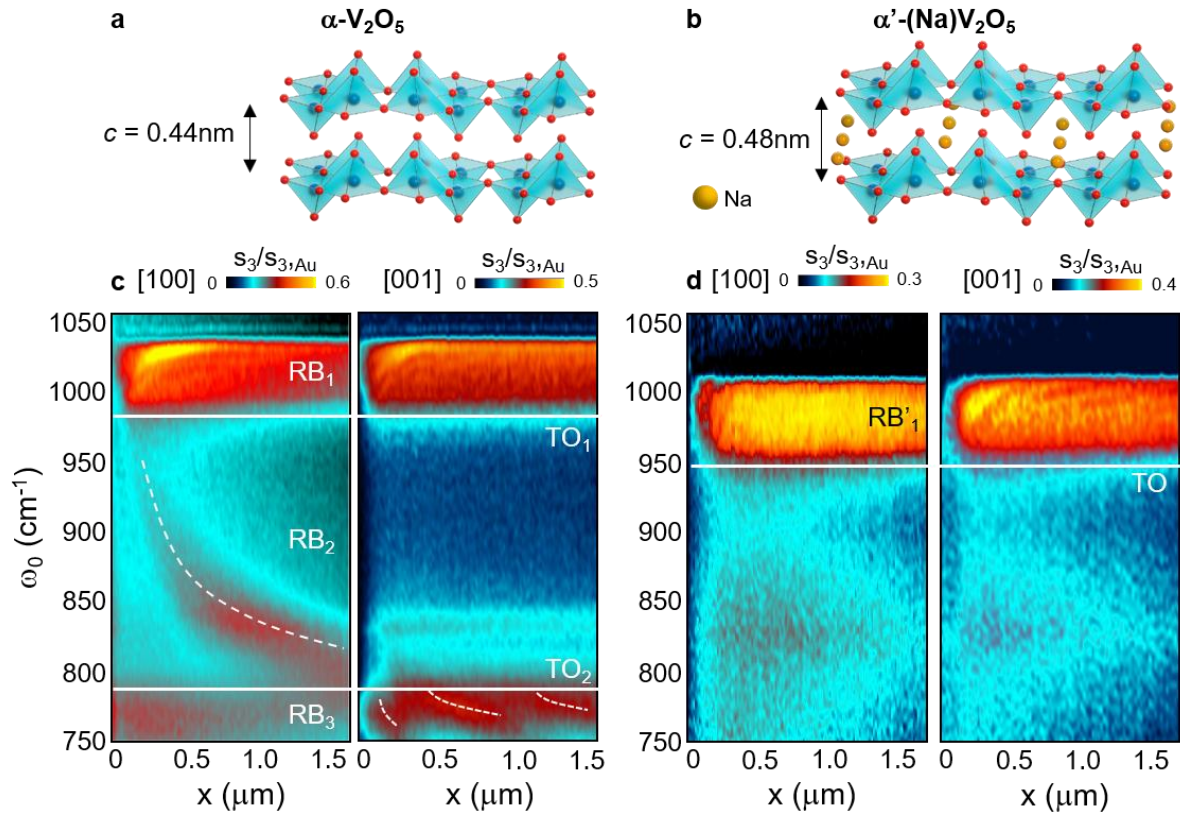 a α-V₂O₅
b α’-(Na)V₂O₅
c = 0.44nm
c = 0.48nm
Na
c [100] 0 s₃/s₃,Au 0.6
[001] 0 s₃/s₃,Au 0.5
d [100] 0 s₃/s₃,Au 0.3
[001] 0 s₃/s₃,Au 0.4
ω₀ (cm⁻¹)
1050
1000
950
900
850
800
750
RB₁
RB₂
RB₃
TO₁
TO₂
0 0.5 1.0 1.5
x (μm)
0 0.5 1.0 1.5
x (μm)
1050
1000
950
900
850
800
750
RB’₁
TO
0 0.5 1.0 1.5
x (μm)
0 0.5 1.0 1.5
x (μm)